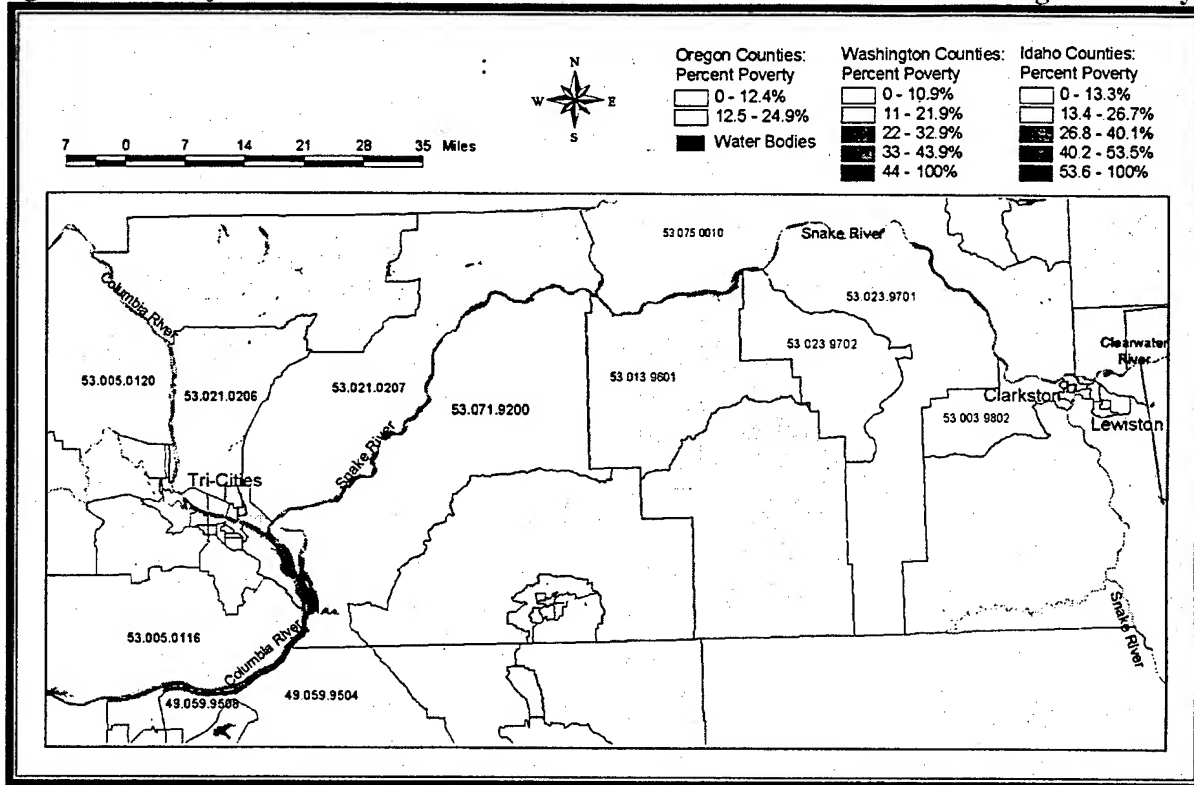 N
W E
S
7 0 7 14 21 28 35 Miles
Oregon Counties:
Percent Poverty
0 - 12.4%
12.5 - 24.9%
Water Bodies
Washington Counties:
Percent Poverty
0 - 10.9%
11 - 21.9%
22 - 32.9%
33 - 43.9%
44 - 100%
Idaho Counties:
Percent Poverty
0 - 13.3%
13.4 - 26.7%
26.8 - 40.1%
40.2 - 53.5%
53.6 - 100%
53 075 0010
Snake River
Columbia River
53.023.9701
53 023 9702
Clearwater
River
53.005.0120
53.021.0206
53.021.0207
53.071.9200
53 013 9601
Clarkston
53 003 9802
Lewiston
Snake River
Tri-Cities
53.005.0116
Columbia River
Snake River
49.059.9508
49.059.9504